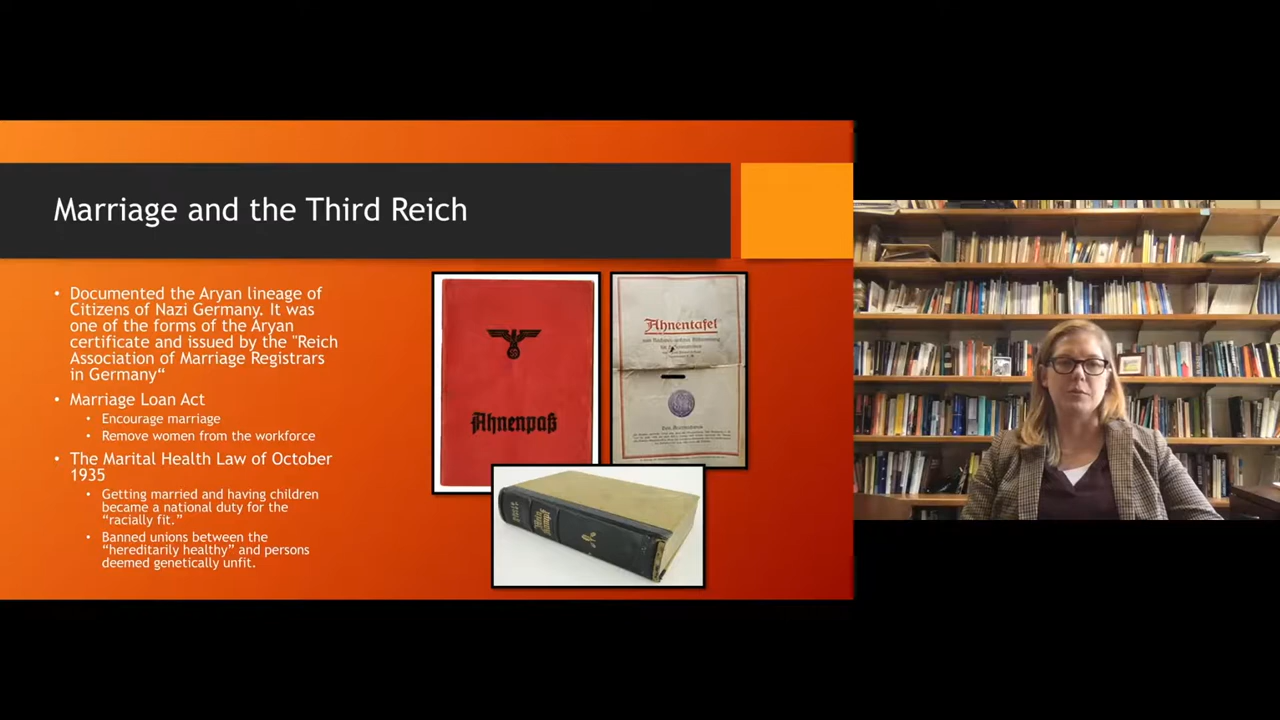 Marriage and the Third Reich
• Documented the Aryan lineage of
Citizens of Nazi Germany. It was
one of the forms of the Aryan
certificate and issued by the "Reich
Association of Marriage Registrars
in Germany“
• Marriage Loan Act
• Encourage marriage
• Remove women from the workforce
• The Marital Health Law of October
1935
• Getting married and having children
became a national duty for the
“racially fit.”
• Banned unions between the
“hereditarily healthy” and persons
deemed genetically unfit.
Ahnenpaß
Ahnentafel